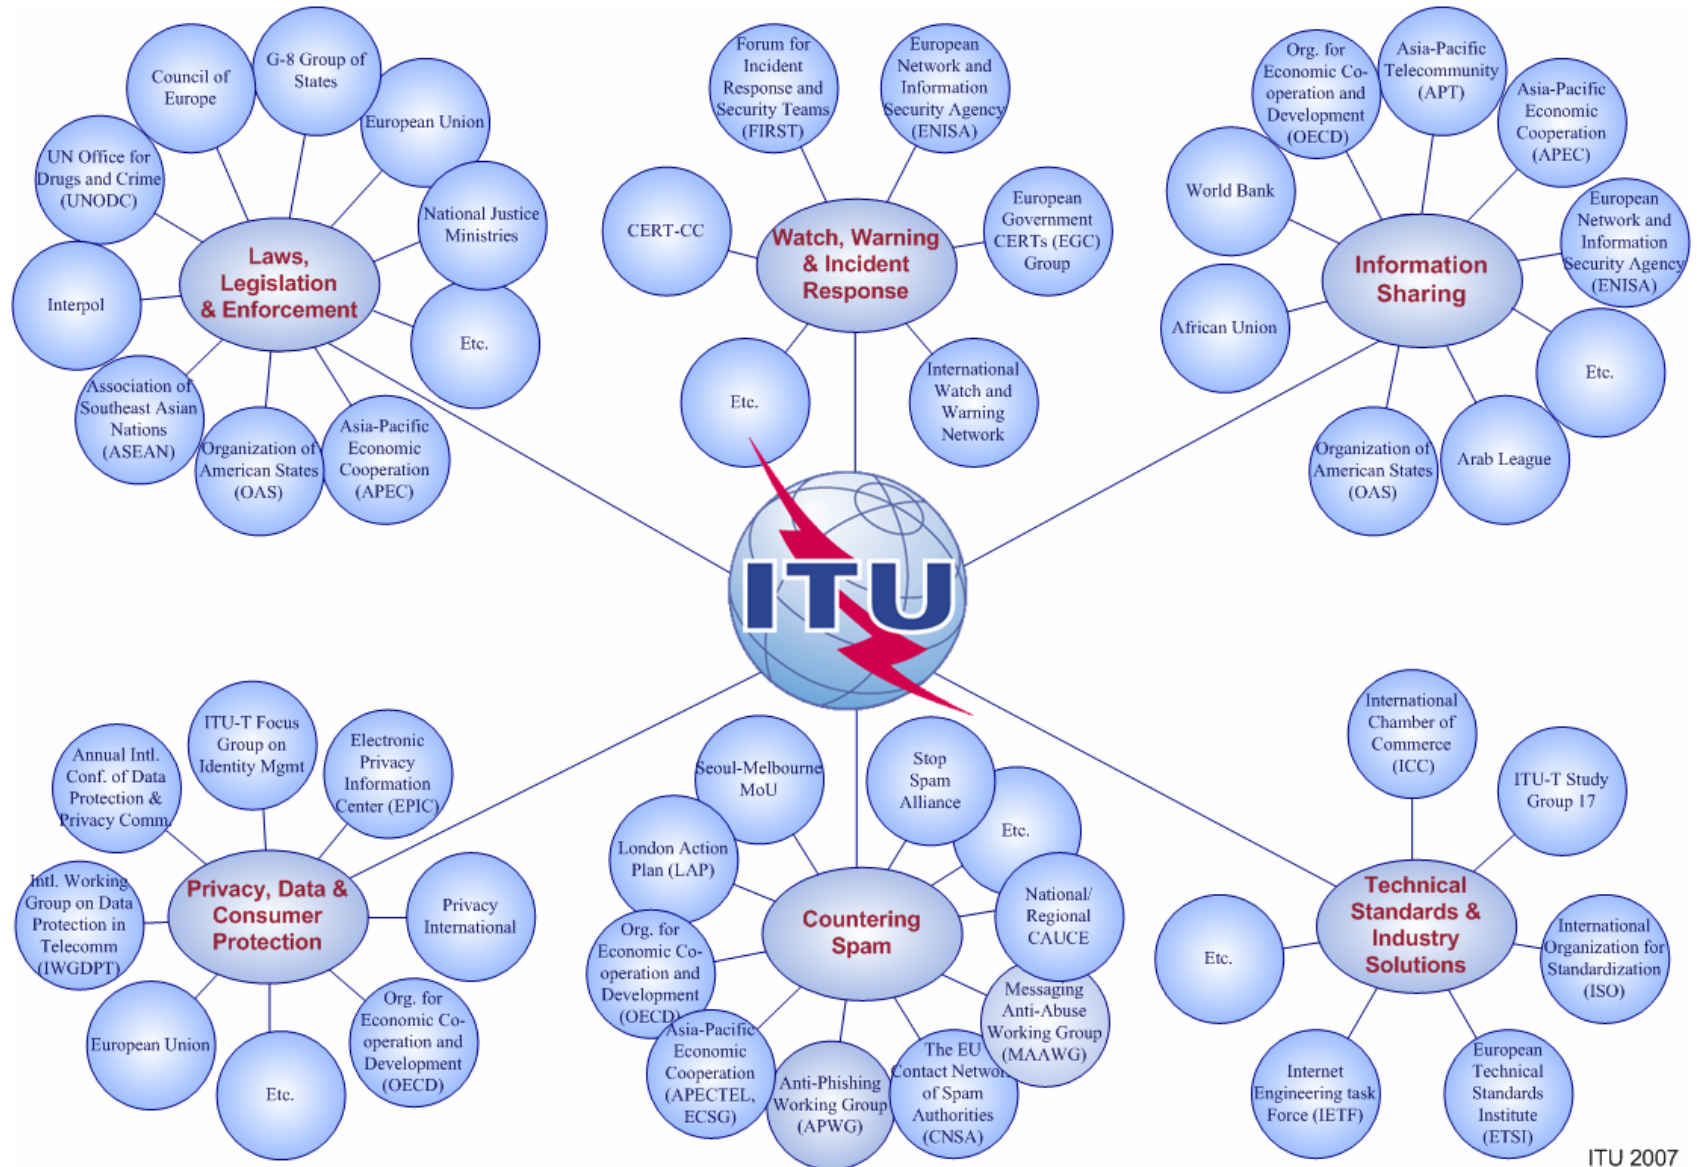 G-8 Group of
States
Council of
Europe
European Union
UN Office for
Drugs and Crime
(UNODC)
National Justice
Ministries
Laws,
Legislation
& Enforcement
Interpol
Etc.
Association of
Southeast Asian
Nations
(ASEAN)
Organization of
American States
(OAS)
Asia-Pacific
Economic
Cooperation
(APEC)
Forum for
Incident
Response and
Security Teams
(FIRST)
European
Network and
Information
Security Agency
(ENISA)
CERT-CC
Watch, Warning
& Incident
Response
European
Government
CERTs (EGC)
Group
Etc.
International
Watch and
Warning
Network
Org. for
Economic Co-
operation and
Development
(OECD)
Asia-Pacific
Telecommunity
(APT)
Asia-Pacific
Economic
Cooperation
(APEC)
World Bank
European
Network and
Information
Security Agency
(ENISA)
Information
Sharing
African Union
Etc.
Organization of
American States
(OAS)
Arab League
ITU
Annual Intl.
Conf. of Data
Protection &
Privacy Comm.
ITU-T Focus
Group on
Identity Mgmt
Electronic
Privacy
Information
Center (EPIC)
Intl. Working
Group on Data
Protection in
Telecomm
(IWGDPT)
Privacy, Data &
Consumer
Protection
Privacy
International
European Union
Etc.
Org. for
Economic Co-
operation and
Development
(OECD)
Seoul-Melbourne
MoU
Stop
Spam
Alliance
Etc.
London Action
Plan (LAP)
National/
Regional
CAUCE
Countering
Spam
Org. for
Economic Co-
operation and
Development
(OECD)
Messaging
Anti-Abuse
Working Group
(MAAWG)
Asia-Pacific
Economic
Cooperation
(APECTEL,
ECSG)
Anti-Phishing
Working Group
(APWG)
The EU
Contact Network
of Spam
Authorities
(CNSA)
International
Chamber of
Commerce
(ICC)
ITU-T Study
Group 17
Technical
Standards &
Industry
Solutions
Etc.
International
Organization for
Standardization
(ISO)
Internet
Engineering task
Force (IETF)
European
Technical
Standards
Institute
(ETSI)
ITU 2007